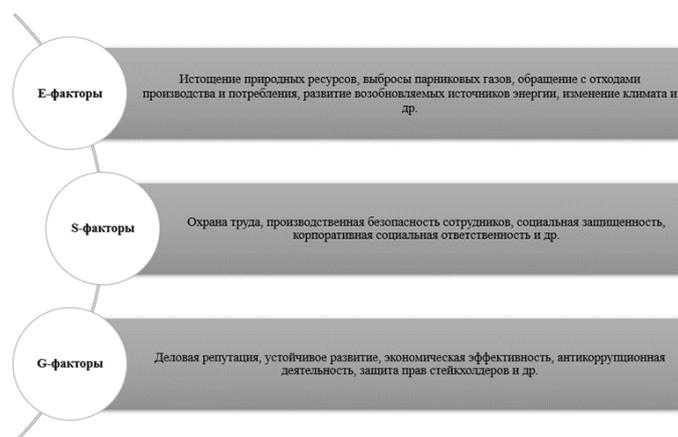 E-факторы
Истощение природных ресурсов, выбросы парниковых газов, обращение с отходами
производства и потребления, развитие возобновляемых источников энергии, изменение климата и
др.
S-факторы
Охрана труда, производственная безопасность сотрудников, социальная защищенность,
корпоративная социальная ответственность и др.
G-факторы
Деловая репутация, устойчивое развитие, экономическая эффективность, антикоррупционная
деятельность, защита прав стейкхолдеров и др.